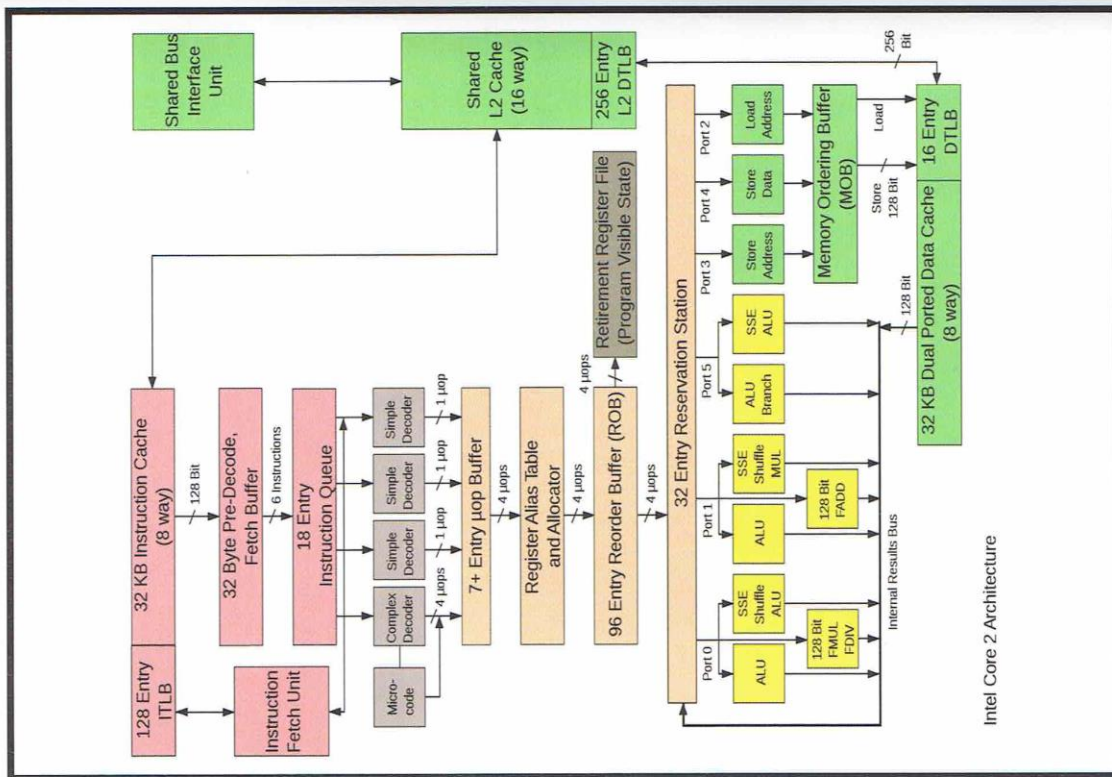 128 Entry
ITLB
32 KB Instruction Cache
(8 way)
Shared Bus
Interface
Unit
128 Bit
Instruction
Fetch Unit
32 Byte Pre-Decode,
Fetch Buffer
6 Instructions
18 Entry
Instruction Queue
Shared
L2 Cache
(16 way)
256 Entry
L2 DTLB
Micro-
code
Complex
Decoder
Simple
Decoder
Simple
Decoder
Simple
Decoder
4 µops
1 µop
1 µop
1 µop
7+ Entry µop Buffer
4 µops
Register Alias Table
and Allocator
4 µops
96 Entry Reorder Buffer (ROB)
4 µops
Retirement Register File
(Program Visible State)
4 µops
256
Bit
32 Entry Reservation Station
Port 0
Port 1
Port 5
Port 3
Port 4
Port 2
ALU
SSE
Shuffle
ALU
ALU
SSE
Shuffle
MUL
ALU
Branch
SSE
ALU
Store
Address
Store
Data
Load
Address
128 Bit
FMUL
FDIV
128 Bit
FADD
Memory Ordering Buffer
(MOB)
Internal Results Bus
128 Bit
Store
128 Bit
Load
32 KB Dual Ported Data Cache
(8 way)
16 Entry
DTLB
Intel Core 2 Architecture